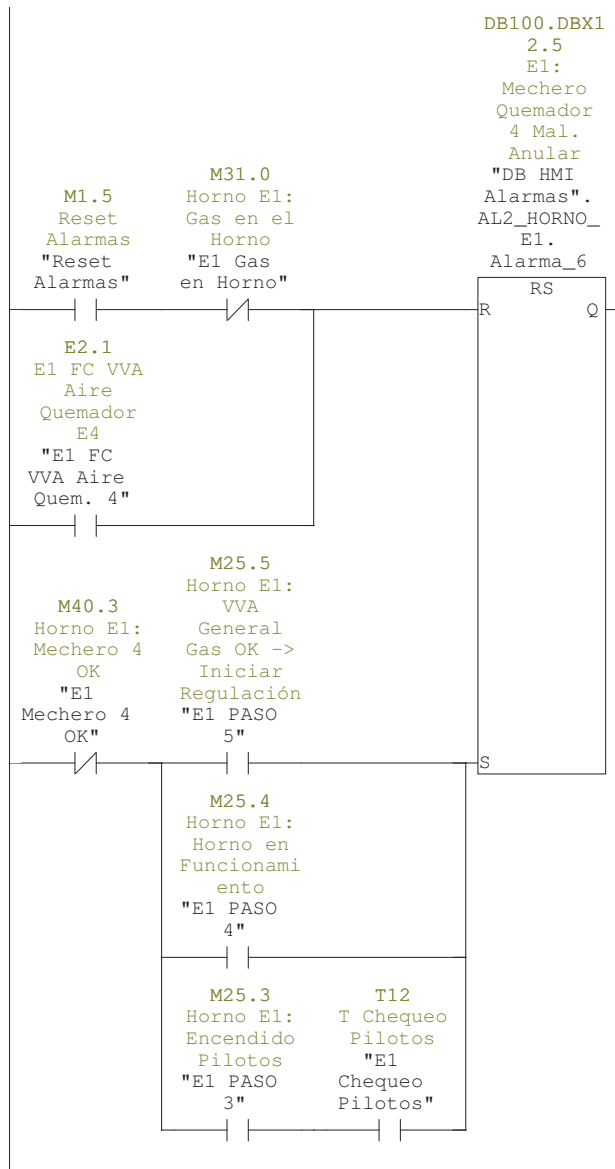 DB100.DBX1
2.5
E1:
Mechero
Quemador
4 Mal.
Anular
"DB HMI
Alarmas".
AL2_HORNO_
E1.
Alarma_6
M31.0
Horno E1:
Gas en el
Horno
"E1 Gas
en Horno"
M1.5
Reset
Alarmas
"Reset
Alarmas"
RS
R
Q
E2.1
E1 FC VVA
Aire
Quemador
E4
"E1 FC
VVA Aire
Quem. 4"
M25.5
Horno E1:
VVA
General
Gas OK ->
Iniciar
Regulación
"E1 PASO
5"
M40.3
Horno E1:
Mechero 4
OK
"E1
Mechero 4
OK"
S
M25.4
Horno E1:
Horno en
Funcionami
ento
"E1 PASO
4"
M25.3
Horno E1:
Encendido
Pilotos
"E1 PASO
3"
T12
T Chequeo
Pilotos
"E1
Chequeo
Pilotos"